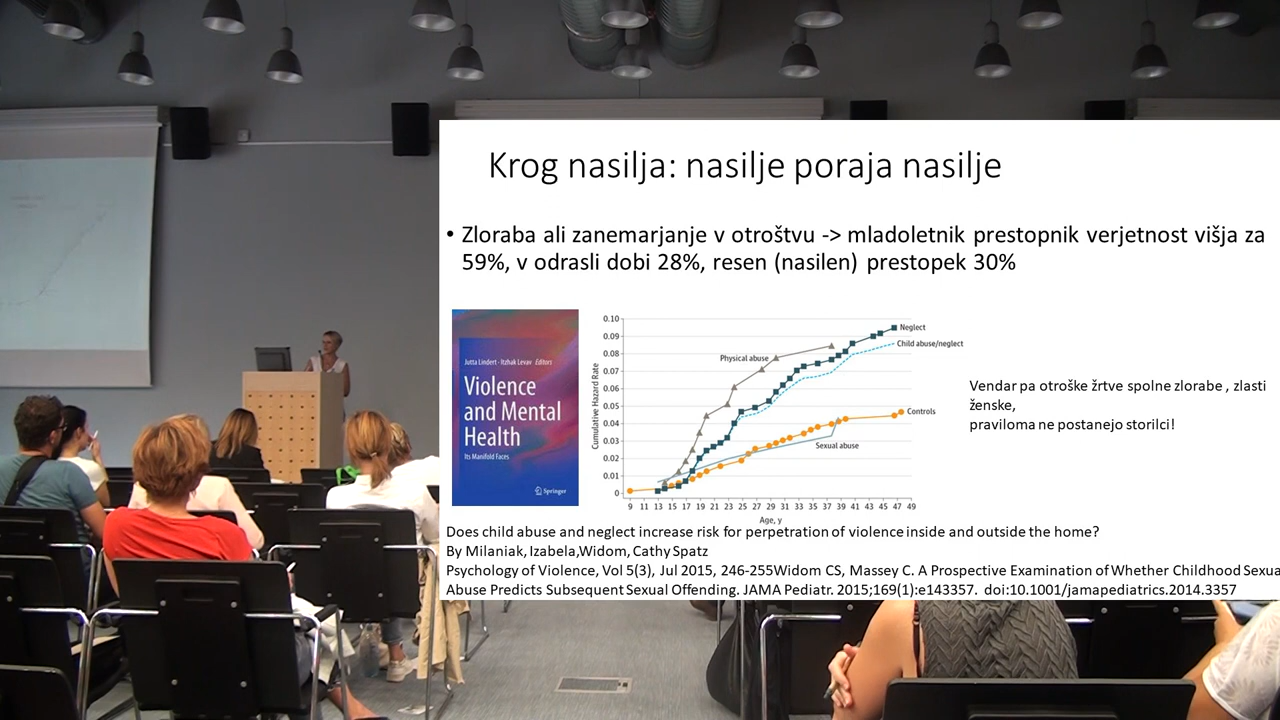 Krog nasilja: nasilje poraja nasilje
• Zloraba ali zanemarjanje v otroštvu -> mladoletnik prestopnik verjetnost višja za
59%, v odrasli dobi 28%, resen (nasilen) prestopek 30%
Jutta Lindert · Itzhak Levav Editors
Violence
and Mental
Health
Its Manifold Faces
Springer
Cumulative Hazard Rate
0.10
0.09
0.08
0.07
0.06
0.05
0.04
0.03
0.02
0.01
0
Neglect
Child abuse/neglect
Physical abuse
Controls
Sexual abuse
9 11 13 15 17 19 21 23 25 27 29 31 33 35 37 39 41 43 45 47 49
Age, y
Vendar pa otroške žrtve spolne zlorabe , zlasti
ženske,
praviloma ne postanejo storilci!
Does child abuse and neglect increase risk for perpetration of violence inside and outside the home?
By Milaniak, Izabela,Widom, Cathy Spatz
Psychology of Violence, Vol 5(3), Jul 2015, 246-255Widom CS, Massey C. A Prospective Examination of Whether Childhood Sexua
Abuse Predicts Subsequent Sexual Offending. JAMA Pediatr. 2015;169(1):e143357. doi:10.1001/jamapediatrics.2014.3357